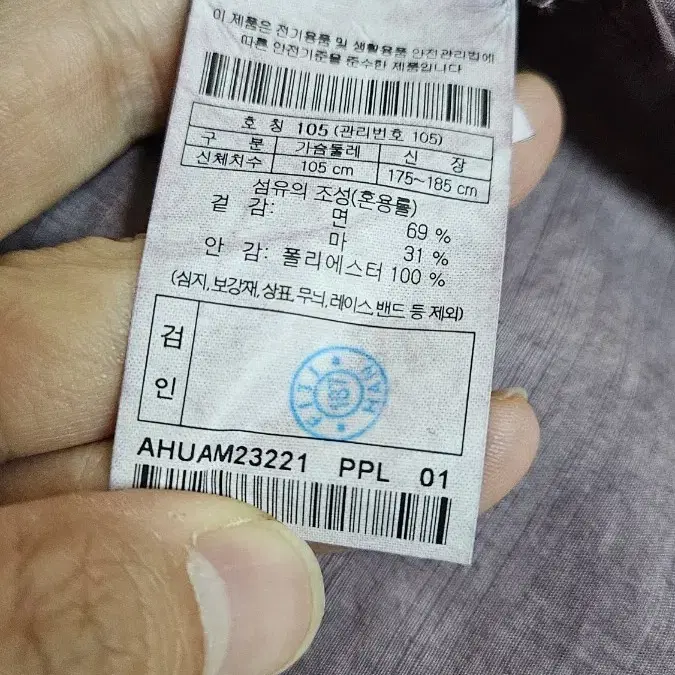 이 제품은 전기용품 및 생활용품 안전관리법에
따른 안전기준을 준수한 제품입니다
호 칭 105 (관리번호 105)
구 분 가슴둘레 신 장
신체치수 105 cm 175~185 cm
섬유의 조성(혼용률)
겉 감: 면 69 %
마 31 %
안 감: 폴리에스터 100 %
(심지,보강재,상표,무늬,레이스,밴드 등 제외)
검
인
AHUAM23221 PPL 01